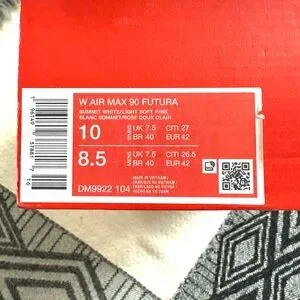 W AIR MAX 90 FUTURA
SUMMIT WHITE/LIGHT SOFT PINK
BLANC SOMMET/ROSE DOUX CLAIR
10 UK 7.5 CITI 27
BR 40 EUR 42
8.5 UK 7.5 CITI 26.5
BR 40 EUR 42
DM9922 104
MADE IN VIETNAM